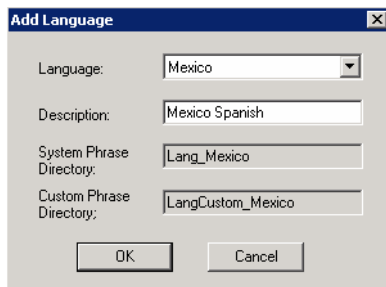 Add Language
Language:
Mexico
Description:
Mexico Spanish
System Phrase
Directory:
Lang_Mexico
Custom Phrase
Directory;
LangCustom_Mexico
OK
Cancel